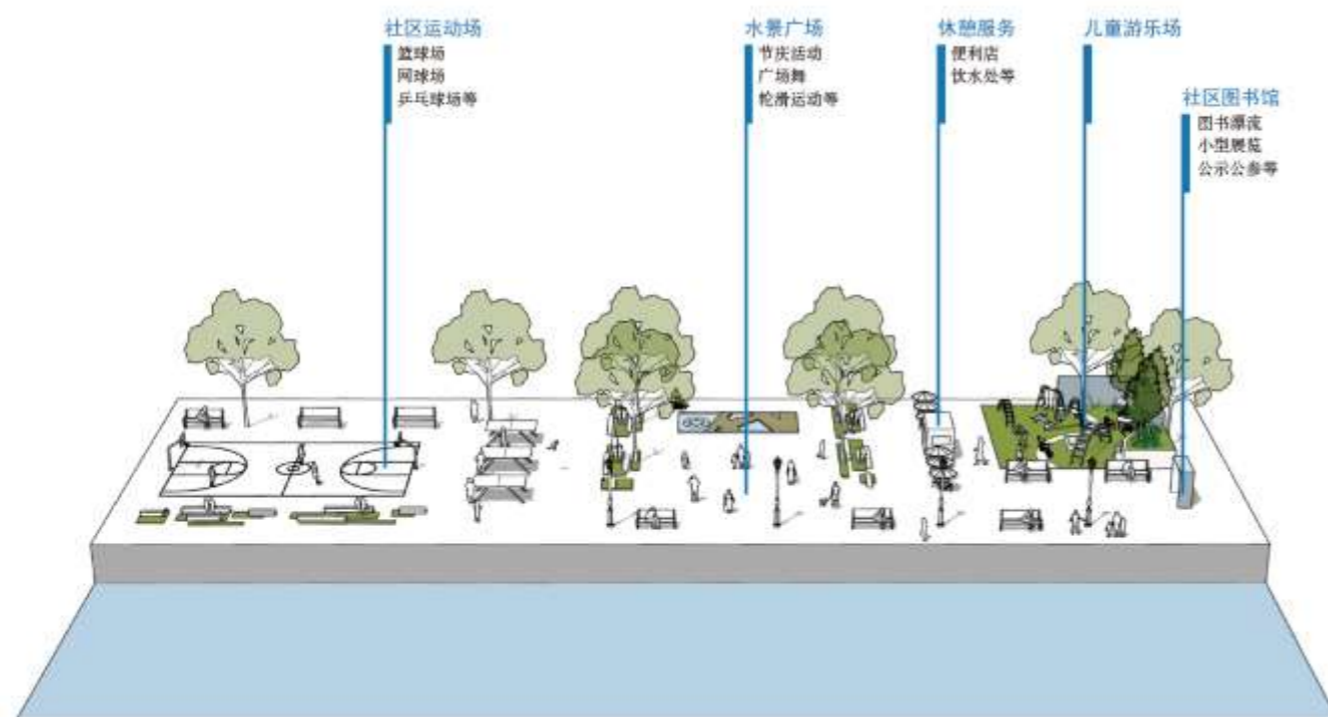 社区运动场
篮球场
网球场
乒乓球场等
水景广场
节庆活动
广场舞
轮滑运动等
休憩服务
便利店
饮水处等
儿童游乐场
社区图书馆
图书漂流
小型展览
公示公参等